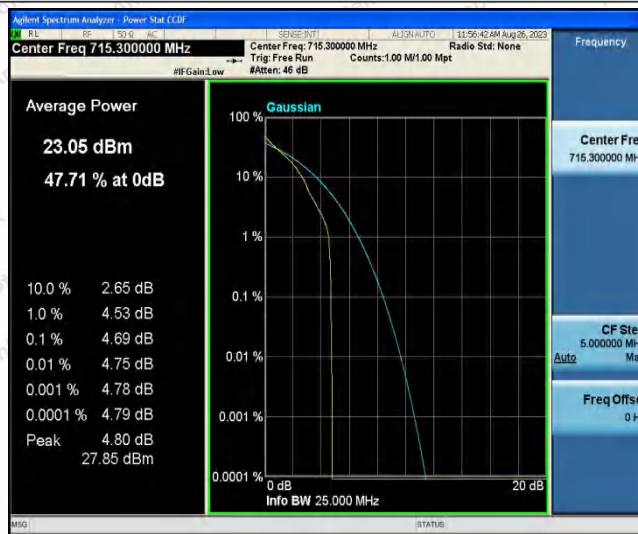 Agilent Spectrum Analyzer - Power Stat CCDF
RL RF 50 Ω AC SENSE:INT ALIGN AUTO 11:56:42 AM Aug 26, 2023
Center Freq 715.300000 MHz
Center Freq: 715.300000 MHz Radio Std: None
Trig: Free Run Counts:1.00 M/1.00 Mpt
#IFGain:Low #Atten: 46 dB
Frequency
Average Power
23.05 dBm
47.71 % at 0dB
10.0 % 2.65 dB
1.0 % 4.53 dB
0.1 % 4.69 dB
0.01 % 4.75 dB
0.001 % 4.78 dB
0.0001 % 4.79 dB
Peak 4.80 dB
27.85 dBm
Gaussian
100 %
10 %
1 %
0.1 %
0.01 %
0.001 %
0.0001 %
0 dB 20 dB
Info BW 25.000 MHz
Center Fre
715.300000 MH
CF Ste
5.000000 MH
Auto Ma
Freq Offse
0 H
MSG STATUS